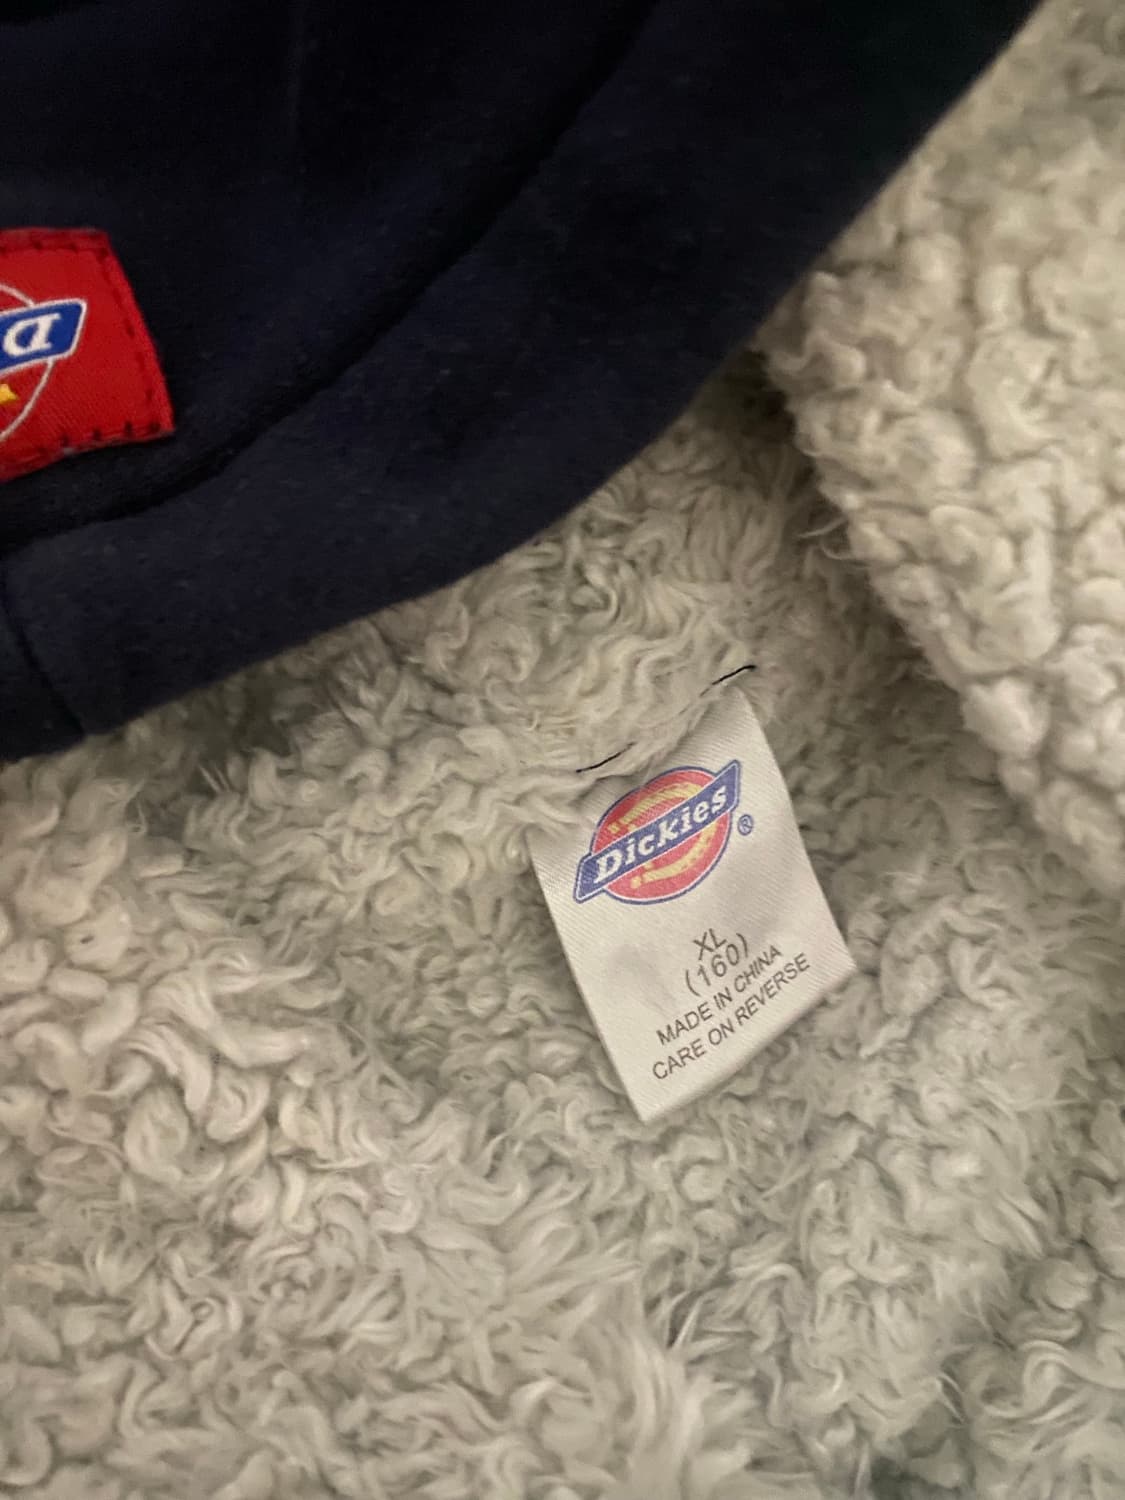 D
Dickies
®
XL
(160)
MADE IN CHINA
CARE ON REVERSE